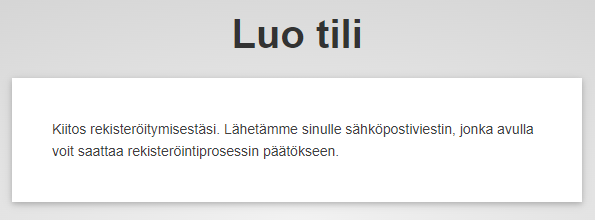 Luo tili
Kiitos rekisteröitymisestäsi. Lähetämme sinulle sähköpostiviestin, jonka avulla
voit saattaa rekisteröintiprosessin päätökseen.